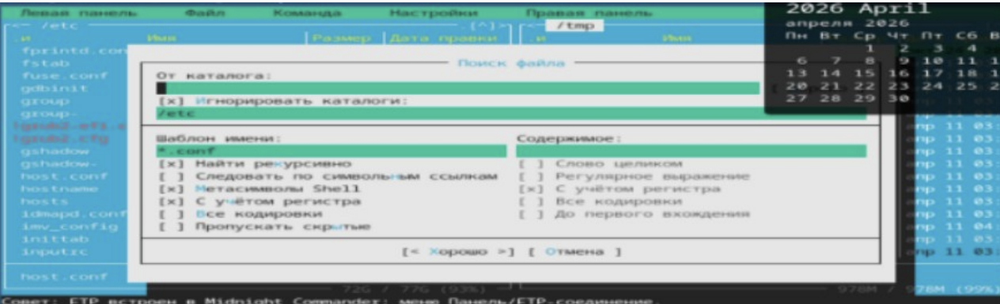 Левая панель Файл Команда Настройки Правая панель
2026 April
<— /etc .[^]> <— /tmp
апреля 2026
.и Имя Размер Дата правки .и Имя
Пн Вт Ср Чт Пт Сб В
1 2 3 4
6 7 8 9 10 11 1
13 14 15 16 17 18 1
20 21 22 23 24 25 2
27 28 29 30
fprintd.con
fstab
fuse.conf
gdbinit
group
group-
!grub2-efi.c
!grub2.cfg
gshadow
gshadow-
host.conf
hostname
hosts
idmapd.conf
imv_config
inittab
inputrc
host.conf
Поиск файла
От каталога:
[x] Игнорировать каталоги:
/etc
Шаблон имени: Содержимое:
*.conf
[x] Найти рекурсивно [ ] Слово целиком
[ ] Следовать по символьным ссылкам [ ] Регулярное выражение
[x] Метасимволы Shell [x] С учётом регистра
[x] С учётом регистра [ ] Все кодировки
[ ] Все кодировки [ ] До первого вхождения
[ ] Пропускать скрытые
[< Хорошо >] [ Отмена ]
апр 11 03:
апр 11 03:
апр 11 03:
апр 11 03:
апр 11 03:
апр 11 03:
апр 11 03:
апр 11 04:
апр 11 03:
апр 11 03:
72G / 77G (93%) 978M / 978M (99%)
Совет: FTP встроен в Midnight Commander: меню Панель/FTP-соединение.